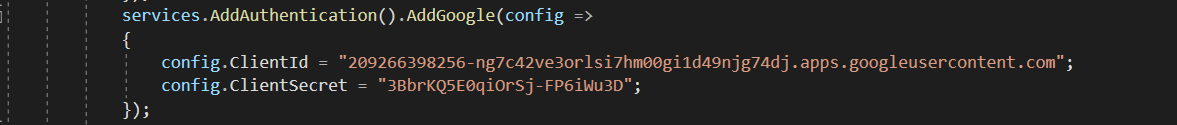 services.AddAuthentication().AddGoogle(config =>
{
config.ClientId = "209266398256-ng7c42ve3orlsi7hm00gi1d49njg74dj.apps.googleusercontent.com";
config.ClientSecret = "3BbrKQ5E0qiOrSj-FP6iWu3D";
});